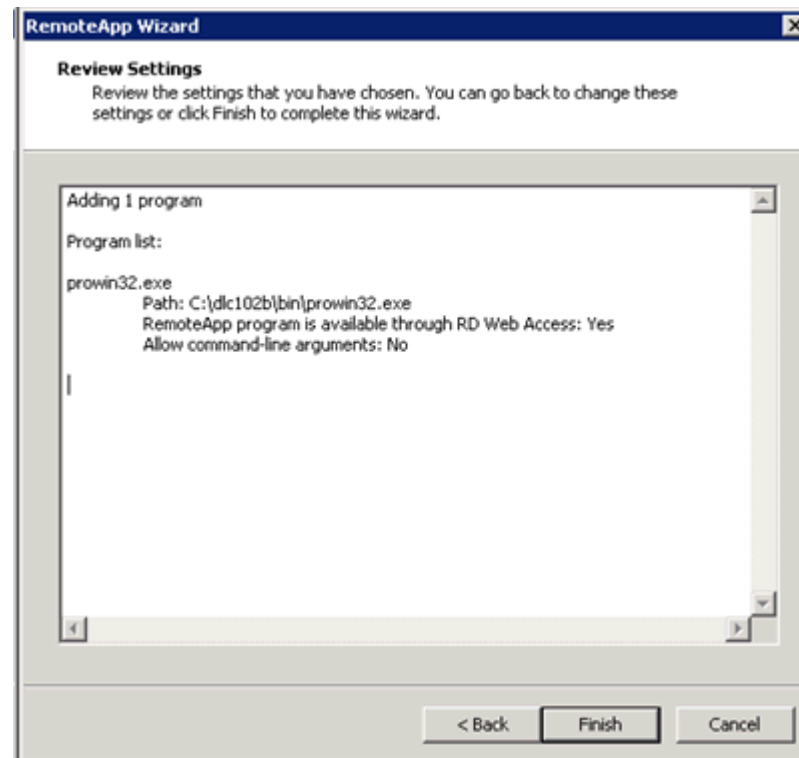 RemoteApp Wizard
Review Settings
Review the settings that you have chosen. You can go back to change these
settings or click Finish to complete this wizard.
Adding 1 program
Program list:
prowin32.exe
Path: C:\dlc102b\bin\prowin32.exe
RemoteApp program is available through RD Web Access: Yes
Allow command-line arguments: No
< Back
Finish
Cancel